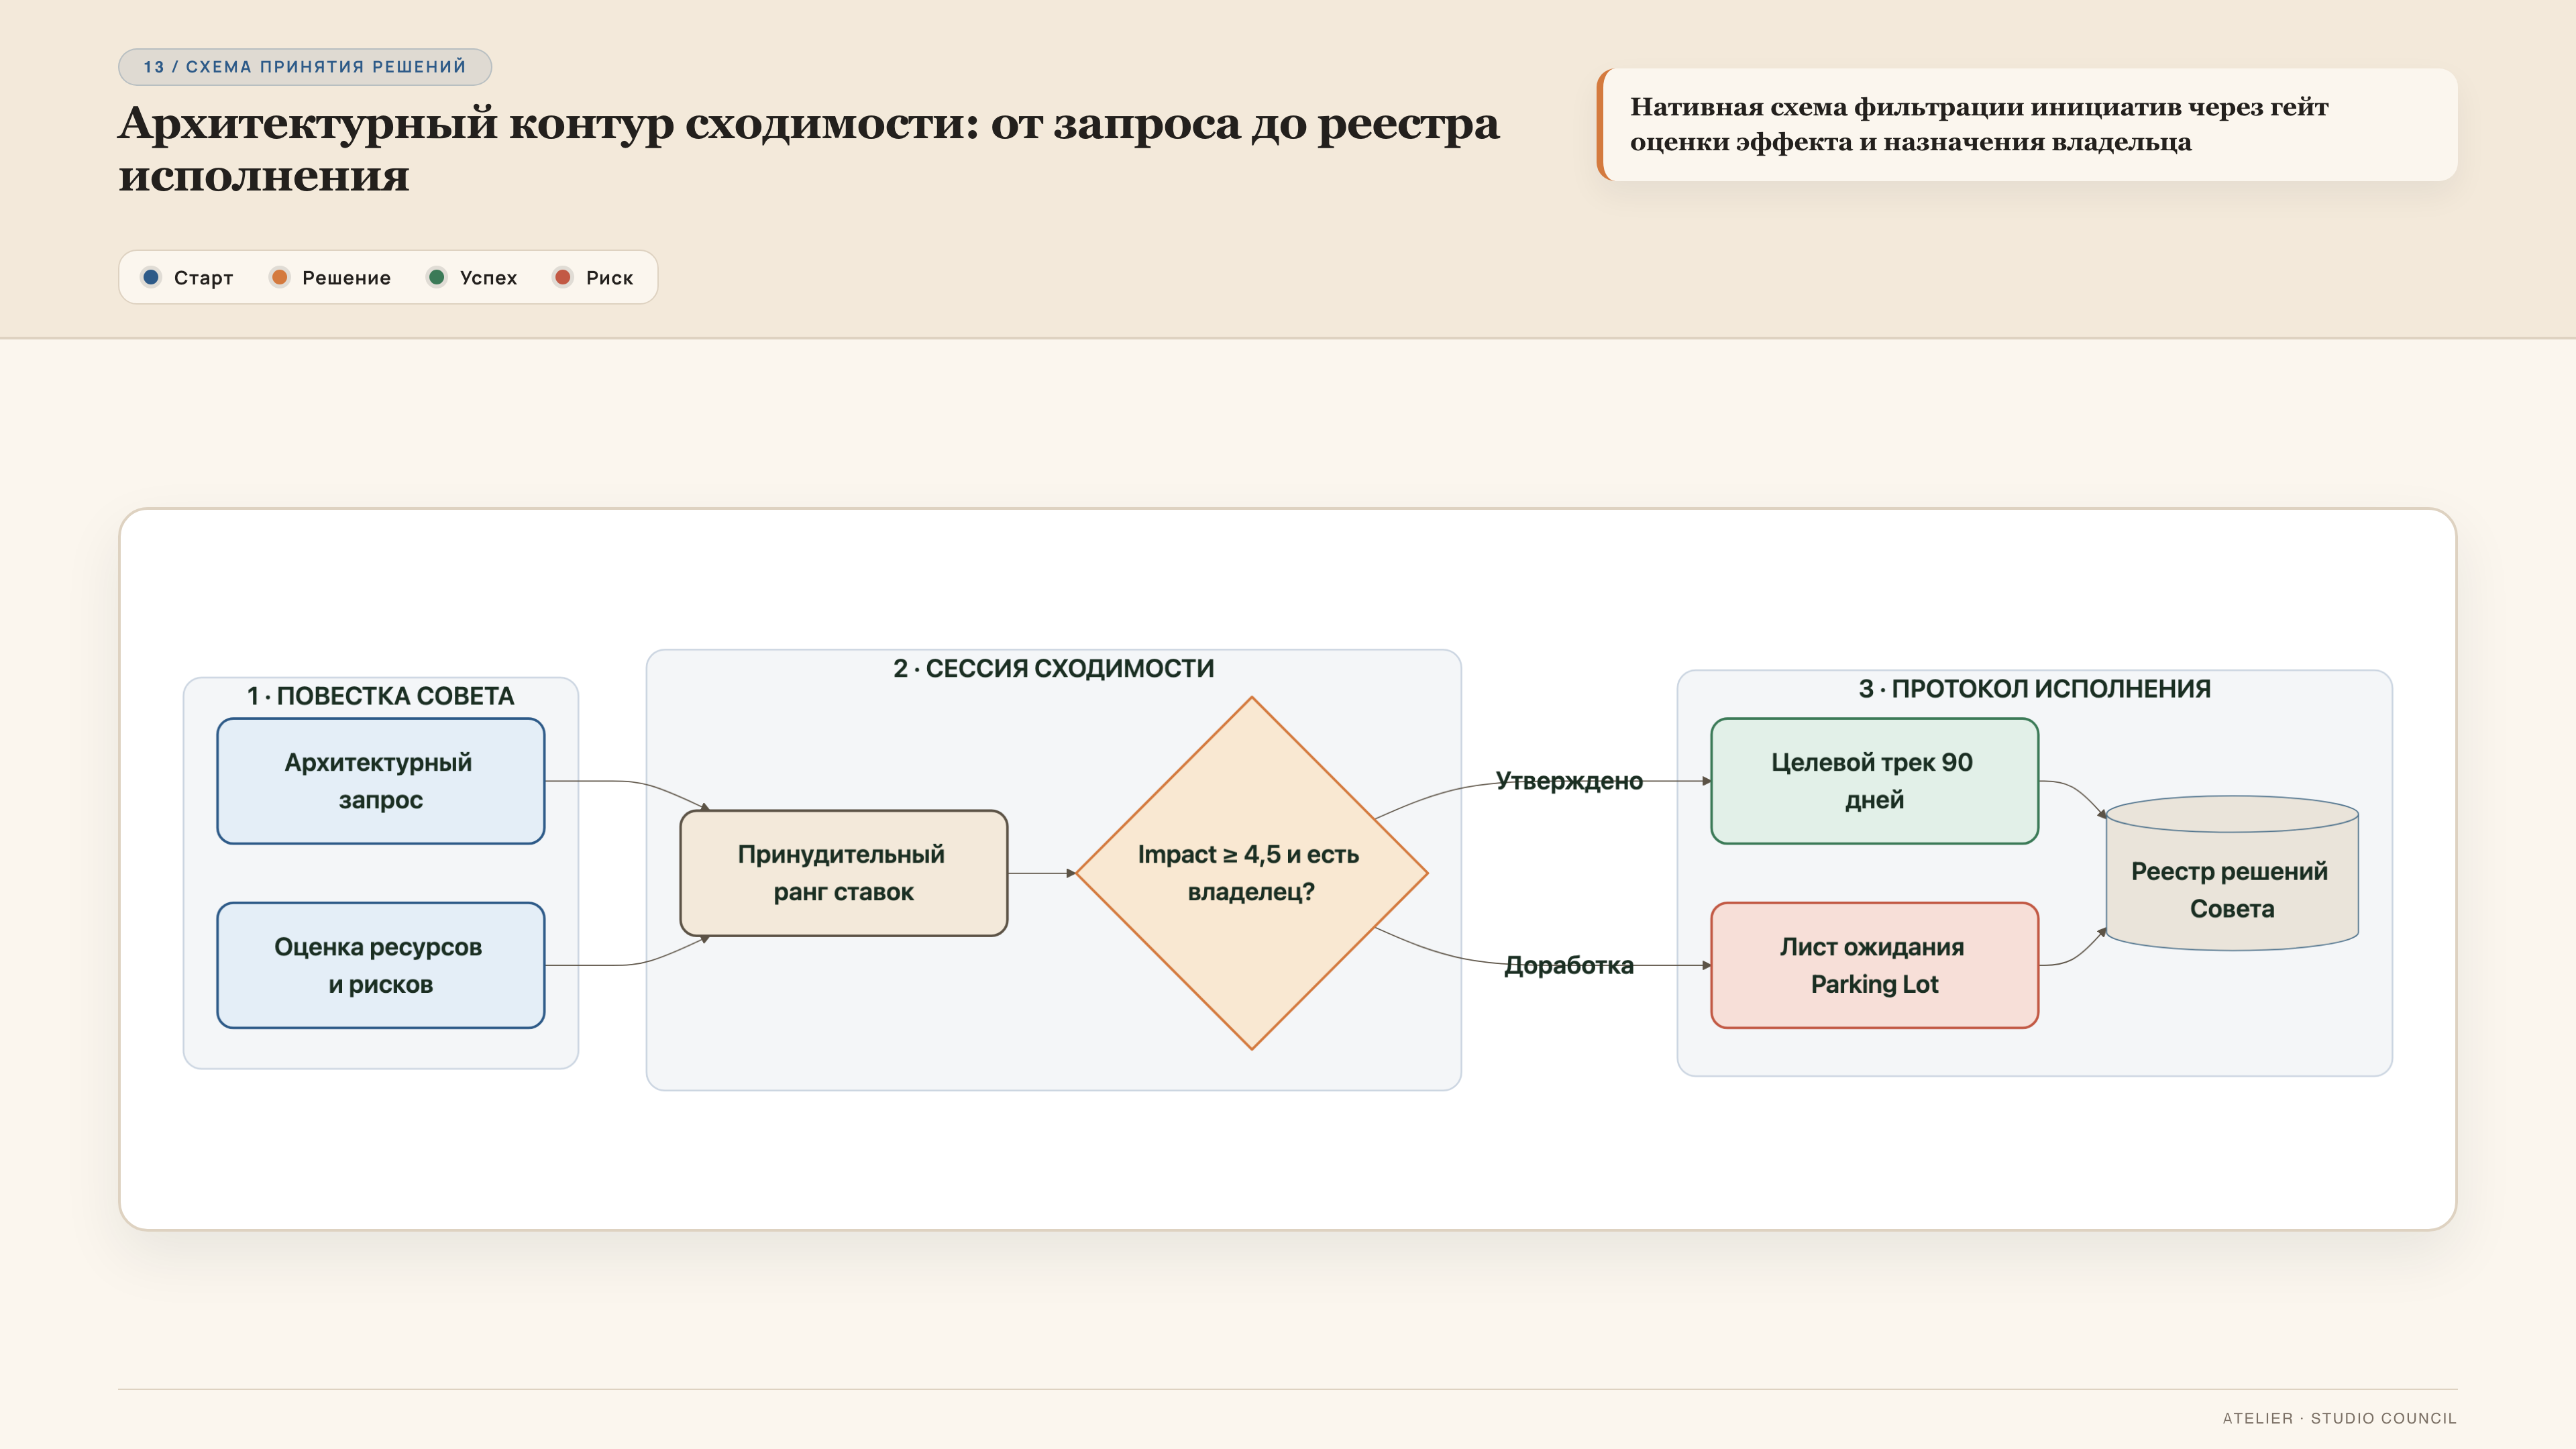 13 / СХЕМА ПРИНЯТИЯ РЕШЕНИЙ
Архитектурный контур сходимости: от запроса до реестра
исполнения
Нативная схема фильтрации инициатив через гейт
оценки эффекта и назначения владельца
Старт
Решение
Успех
Риск
1 · ПОВЕСТКА СОВЕТА
Архитектурный
запрос
Оценка ресурсов
и рисков
2 · СЕССИЯ СХОДИМОСТИ
Принудительный
ранг ставок
Impact ≥ 4,5 и есть
владелец?
Утверждено
Доработка
3 · ПРОТОКОЛ ИСПОЛНЕНИЯ
Целевой трек 90
дней
Лист ожидания
Parking Lot
Реестр решений
Совета
ATELIER · STUDIO COUNCIL